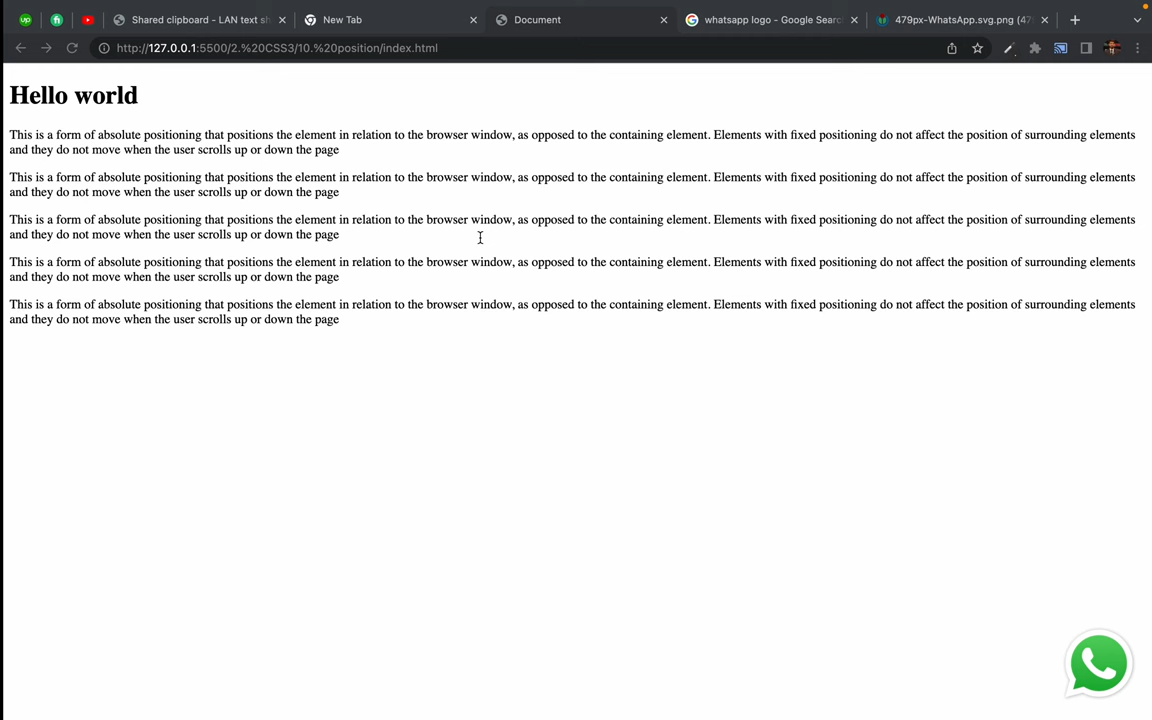 up
fi
Shared clipboard - LAN text sh
New Tab
Document
whatsapp logo - Google Searc
479px-WhatsApp.svg.png (47
http://127.0.0.1:5500/2.%20CSS3/10.%20position/index.html
Hello world
This is a form of absolute positioning that positions the element in relation to the browser window, as opposed to the containing element. Elements with fixed positioning do not affect the position of surrounding elements
and they do not move when the user scrolls up or down the page
This is a form of absolute positioning that positions the element in relation to the browser window, as opposed to the containing element. Elements with fixed positioning do not affect the position of surrounding elements
and they do not move when the user scrolls up or down the page
This is a form of absolute positioning that positions the element in relation to the browser window, as opposed to the containing element. Elements with fixed positioning do not affect the position of surrounding elements
and they do not move when the user scrolls up or down the page
This is a form of absolute positioning that positions the element in relation to the browser window, as opposed to the containing element. Elements with fixed positioning do not affect the position of surrounding elements
and they do not move when the user scrolls up or down the page
This is a form of absolute positioning that positions the element in relation to the browser window, as opposed to the containing element. Elements with fixed positioning do not affect the position of surrounding elements
and they do not move when the user scrolls up or down the page